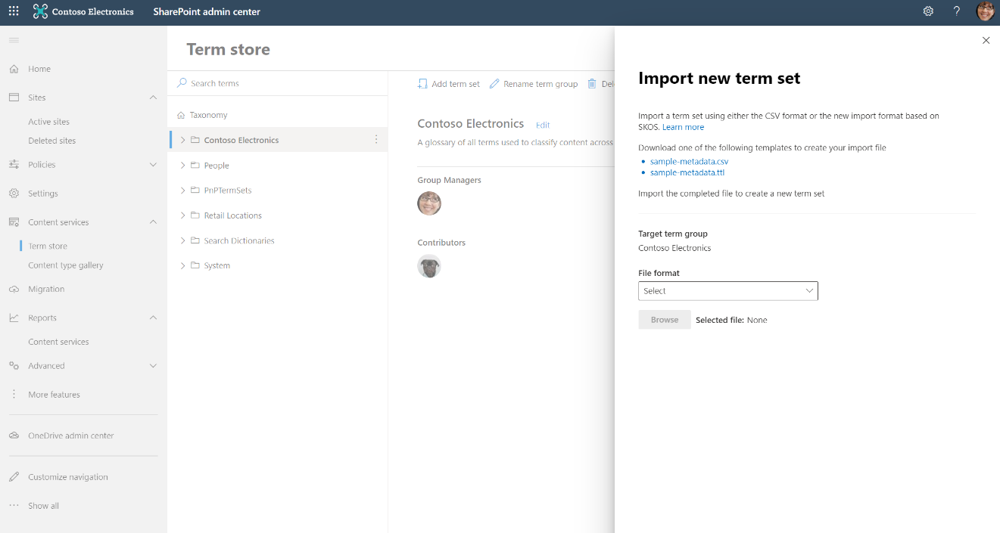 Contoso Electronics
SharePoint admin center
?
Home
Sites
Active sites
Deleted sites
Policies
Settings
Content services
Term store
Content type gallery
Migration
Reports
Content services
Advanced
More features
OneDrive admin center
Customize navigation
Show all
Term store
Search terms
Taxonomy
Contoso Electronics
People
PnPTermSets
Retail Locations
Search Dictionaries
System
Add term set Rename term group Del
Contoso Electronics Edit
A glossary of all terms used to classify content across
Group Managers
Contributors
Import new term set
Import a term set using either the CSV format or the new import format based on
SKOS. Learn more
Download one of the following templates to create your import file
• sample-metadata.csv
• sample-metadata.ttl
Import the completed file to create a new term set
Target term group
Contoso Electronics
File format
Select
Browse Selected file: None